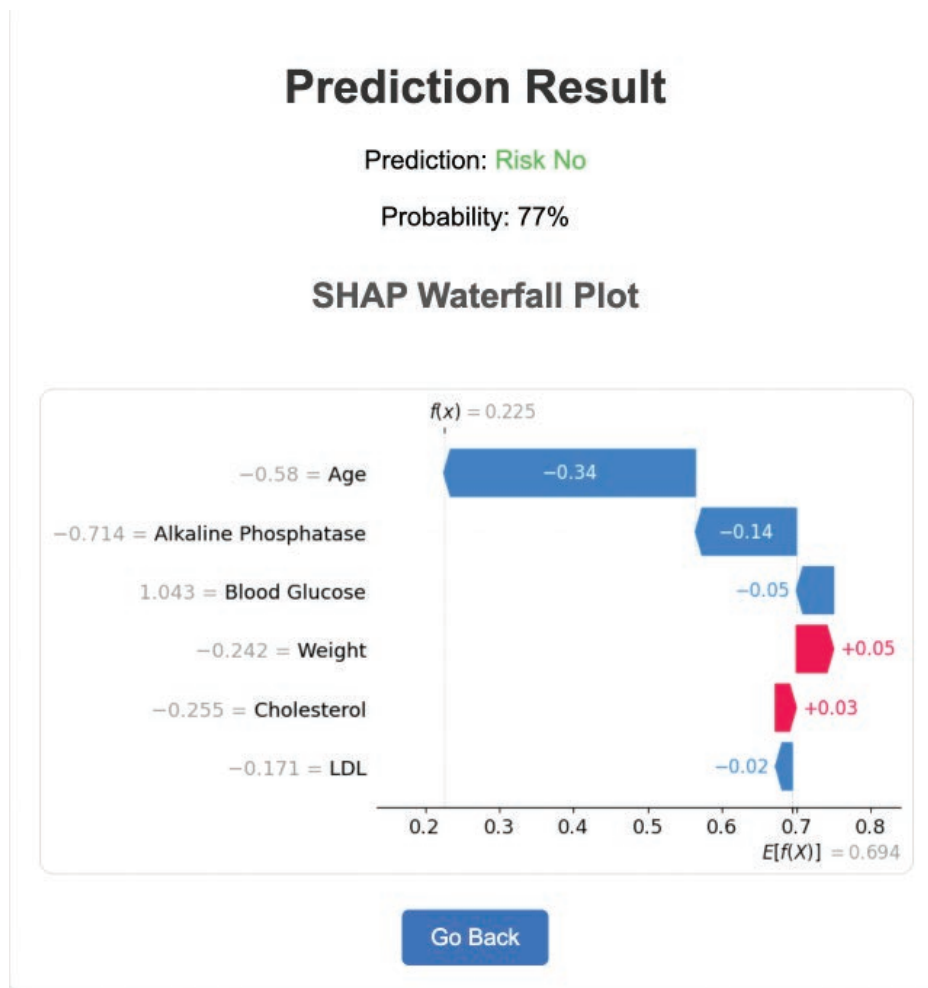 Prediction Result
Prediction: Risk No
Probability: 77%
SHAP Waterfall Plot
f(x) = 0.225
−0.58 = Age
−0.34
−0.714 = Alkaline Phosphatase
−0.14
1.043 = Blood Glucose
−0.05
−0.242 = Weight
+0.05
−0.255 = Cholesterol
+0.03
−0.171 = LDL
−0.02
0.2 0.3 0.4 0.5 0.6 0.7 0.8
E[f(X)] = 0.694
Go Back